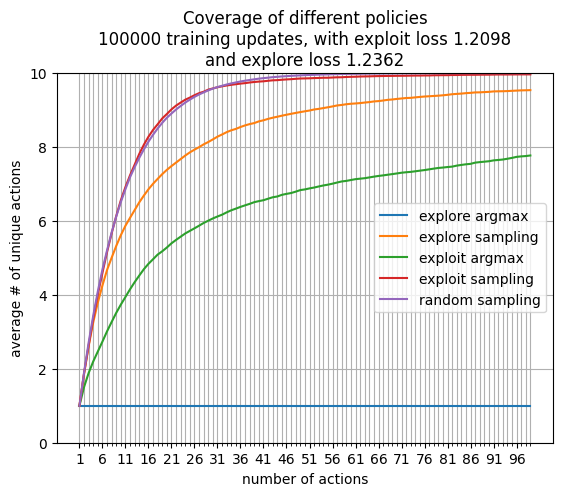 Coverage of different policies
100000 training updates, with exploit loss 1.2098
and explore loss 1.2362
10
8
6
4
2
0
average # of unique actions
explore argmax
explore sampling
exploit argmax
exploit sampling
random sampling
1 6 11 16 21 26 31 36 41 46 51 56 61 66 71 76 81 86 91 96
number of actions